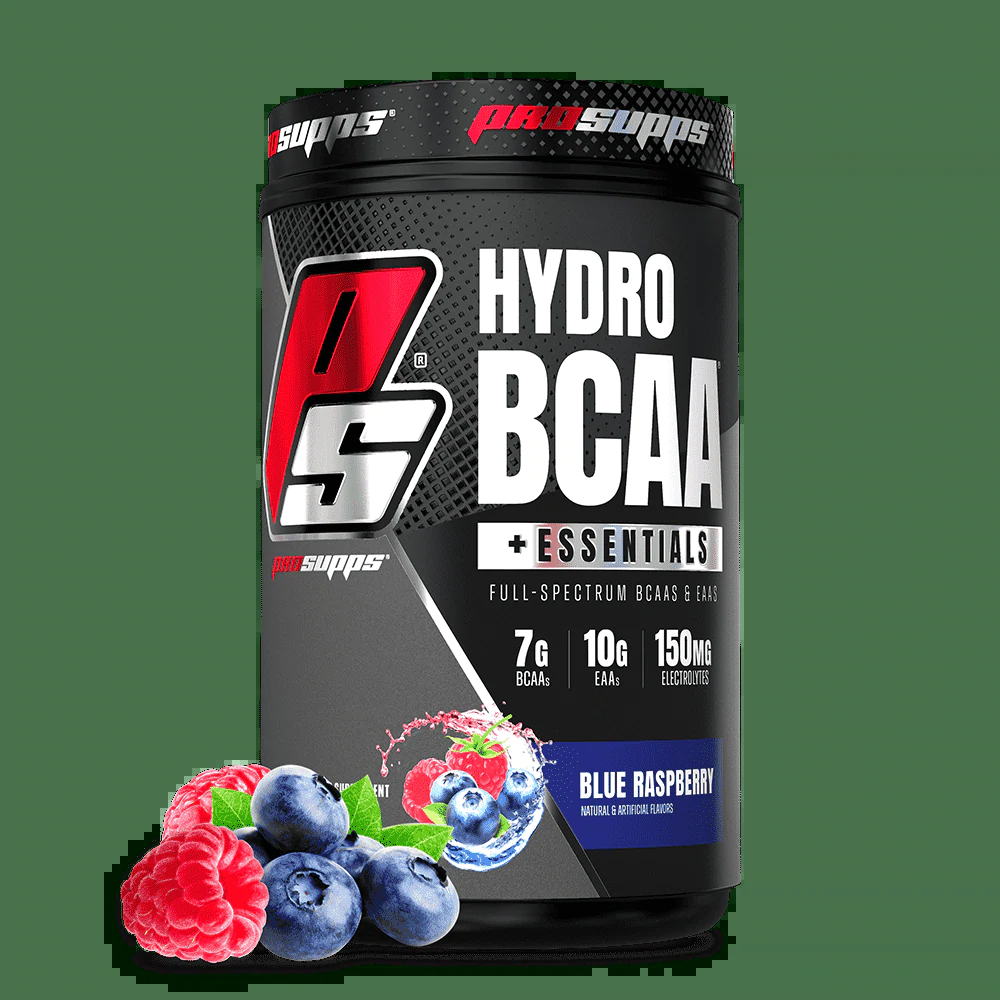 SUPPS®
PROSUPPS
PS®
PROSUPPS®
HYDRO
BCAA®
+ ESSENTIALS
FULL-SPECTRUM BCAAS & EAAS
7G
BCAAs
10G
EAAs
150MG
ELECTROLYTES
BLUE RASPBERRY
NATURAL & ARTIFICIAL FLAVORS